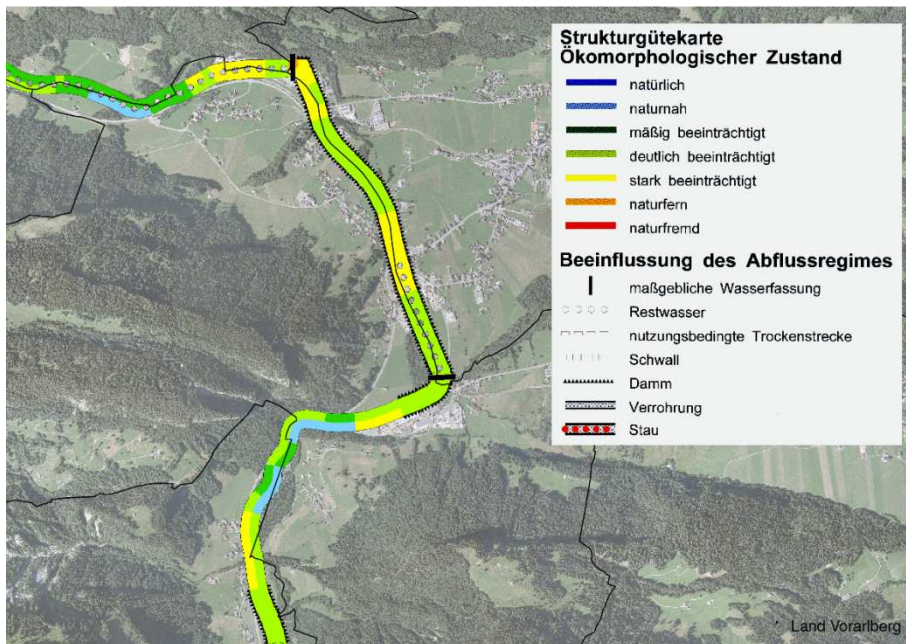 Strukturgütekarte
Ökomorphologischer Zustand
natürlich
naturnah
mäßig beeinträchtigt
deutlich beeinträchtigt
stark beeinträchtigt
naturfern
naturfremd
Beeinflussung des Abflussregimes
maßgebliche Wasserfassung
Restwasser
nutzungsbedingte Trockenstrecke
Schwall
Damm
Verrohrung
Stau
Land Vorarlberg